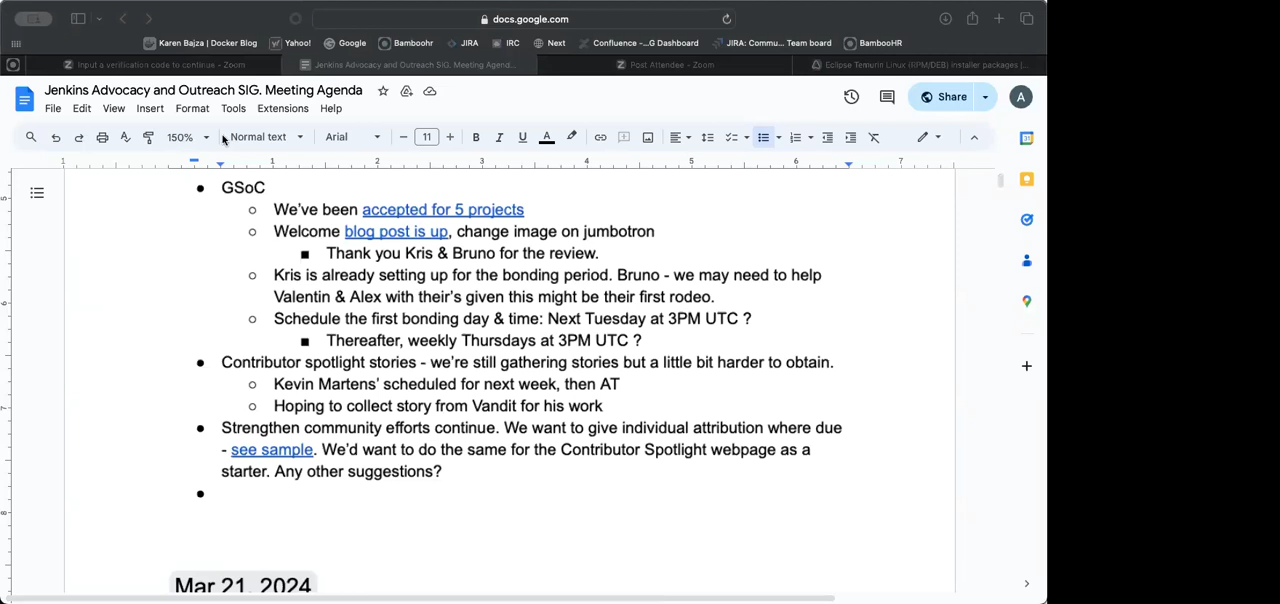 docs.google.com
Karen Bajza | Docker Blog Yahoo! Google Bamboohr JIRA IRC Next Confluence ...G Dashboard JIRA: Commu... Team board BambooHR
Input a verification code to continue - Zoom Jenkins Advocacy and Outreach SIG. Meeting Agend... Post Attendee - Zoom Eclipse Temurin Linux (RPM/DEB) installer packages |...
Jenkins Advocacy and Outreach SIG. Meeting Agenda
Share A
File Edit View Insert Format Tools Extensions Help
150% Normal text Arial 11 B I U A
1 1 2 3 4 5 6 7
GSoC
We've been accepted for 5 projects
Welcome blog post is up, change image on jumbotron
Thank you Kris & Bruno for the review.
Kris is already setting up for the bonding period. Bruno - we may need to help
Valentin & Alex with their's given this might be their first rodeo.
Schedule the first bonding day & time: Next Tuesday at 3PM UTC ?
Thereafter, weekly Thursdays at 3PM UTC ?
Contributor spotlight stories - we're still gathering stories but a little bit harder to obtain.
Kevin Martens' scheduled for next week, then AT
Hoping to collect story from Vandit for his work
Strengthen community efforts continue. We want to give individual attribution where due
- see sample. We'd want to do the same for the Contributor Spotlight webpage as a
starter. Any other suggestions?
Mar 21, 2024